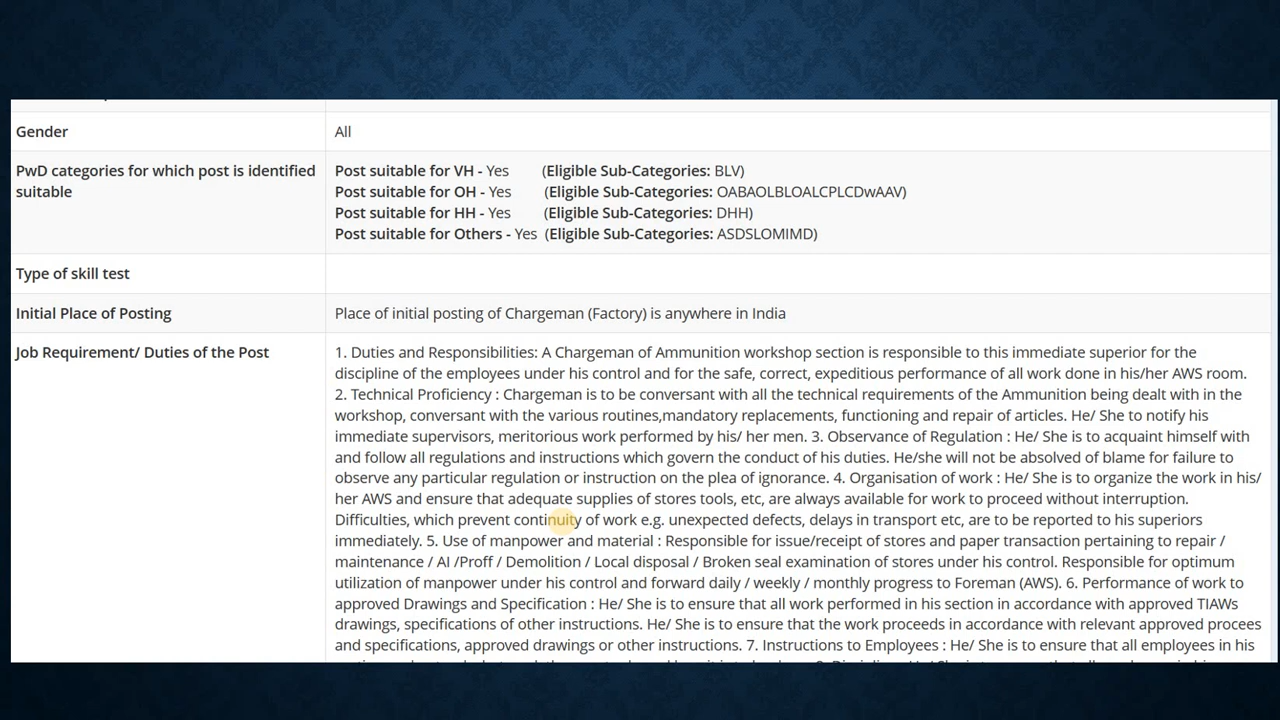 Gender All
PwD categories for which post is identified suitable
Post suitable for VH - Yes (Eligible Sub-Categories: BLV)
Post suitable for OH - Yes (Eligible Sub-Categories: OABAOLBLOALCPLCDwAAV)
Post suitable for HH - Yes (Eligible Sub-Categories: DHH)
Post suitable for Others - Yes (Eligible Sub-Categories: ASDSLOMIMD)
Type of skill test
Initial Place of Posting Place of initial posting of Chargeman (Factory) is anywhere in India
Job Requirement/ Duties of the Post
1. Duties and Responsibilities: A Chargeman of Ammunition workshop section is responsible to this immediate superior for the
discipline of the employees under his control and for the safe, correct, expeditious performance of all work done in his/her AWS room.
2. Technical Proficiency : Chargeman is to be conversant with all the technical requirements of the Ammunition being dealt with in the
workshop, conversant with the various routines,mandatory replacements, functioning and repair of articles. He/ She to notify his
immediate supervisors, meritorious work performed by his/ her men. 3. Observance of Regulation : He/ She is to acquaint himself with
and follow all regulations and instructions which govern the conduct of his duties. He/she will not be absolved of blame for failure to
observe any particular regulation or instruction on the plea of ignorance. 4. Organisation of work : He/ She is to organize the work in his/
her AWS and ensure that adequate supplies of stores tools, etc, are always available for work to proceed without interruption.
Difficulties, which prevent continuity of work e.g. unexpected defects, delays in transport etc, are to be reported to his superiors
immediately. 5. Use of manpower and material : Responsible for issue/receipt of stores and paper transaction pertaining to repair /
maintenance / AI /Proff / Demolition / Local disposal / Broken seal examination of stores under his control. Responsible for optimum
utilization of manpower under his control and forward daily / weekly / monthly progress to Foreman (AWS). 6. Performance of work to
approved Drawings and Specification : He/ She is to ensure that all work performed in his section in accordance with approved TIAWs
drawings, specifications of other instructions. He/ She is to ensure that the work proceeds in accordance with relevant approved procees
and specifications, approved drawings or other instructions. 7. Instructions to Employees : He/ She is to ensure that all employees in his